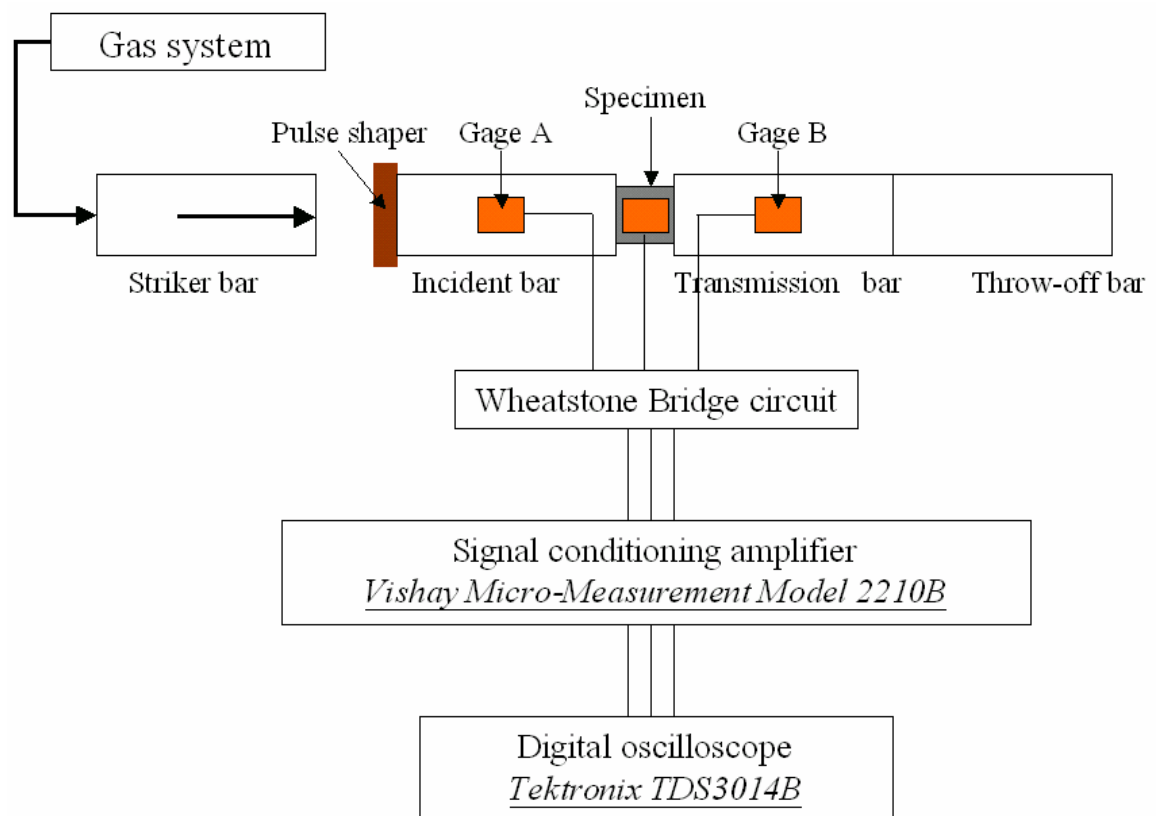 Gas system
Specimen
Pulse shaper
Gage A
Gage B
Striker bar
Incident bar
Transmission bar
Throw-off bar
Wheatstone Bridge circuit
Signal conditioning amplifier
Vishay Micro-Measurement Model 2210B
Digital oscilloscope
Tektronix TDS3014B